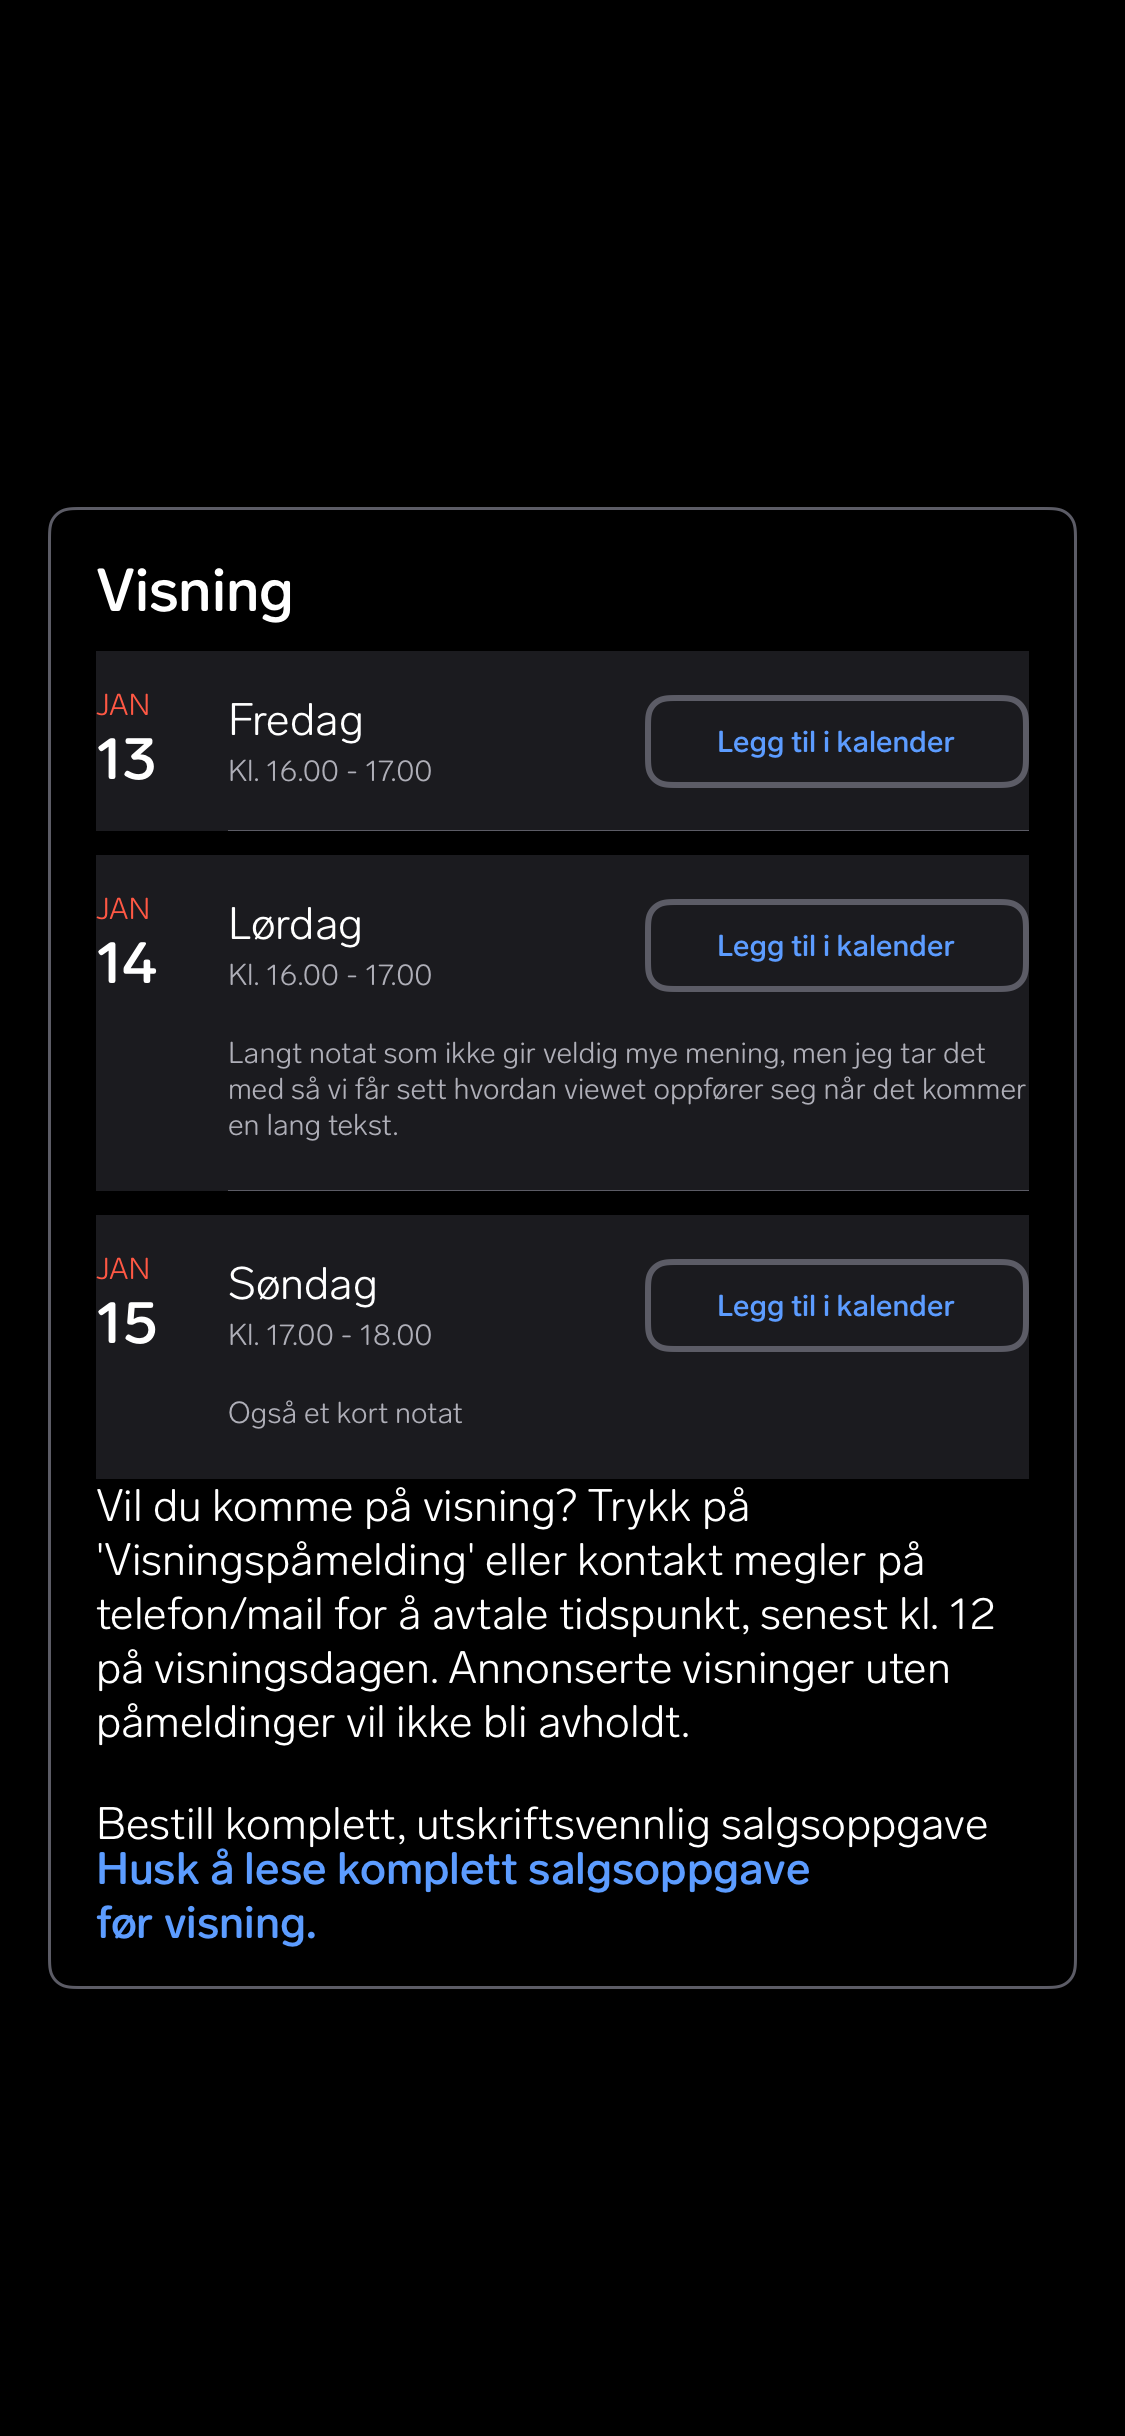 Visning
JAN
13
Fredag
Kl. 16.00 - 17.00
Legg til i kalender
JAN
14
Lørdag
Kl. 16.00 - 17.00
Legg til i kalender
Langt notat som ikke gir veldig mye mening, men jeg tar det
med så vi får sett hvordan viewet oppfører seg når det kommer
en lang tekst.
JAN
15
Søndag
Kl. 17.00 - 18.00
Legg til i kalender
Også et kort notat
Vil du komme på visning? Trykk på
'Visningspåmelding' eller kontakt megler på
telefon/mail for å avtale tidspunkt, senest kl. 12
på visningsdagen. Annonserte visninger uten
påmeldinger vil ikke bli avholdt.
Bestill komplett, utskriftsvennlig salgsoppgave
Husk å lese komplett salgsoppgave
før visning.